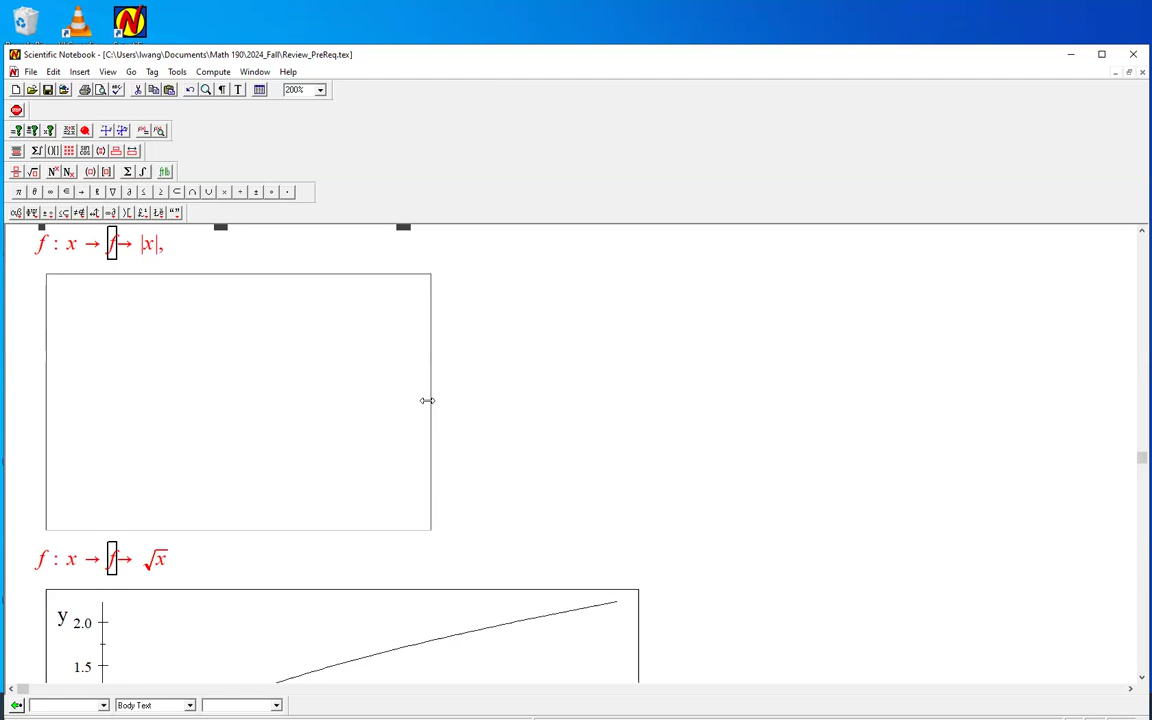 Scientific Notebook - [C:\Users\lwang\Documents\Math 190\2024_Fall\Review_PreReq.tex]
File Edit Insert View Go Tag Tools Compute Window Help
200%
π θ ∞ ∈ → ℓ ∇ ∂ ≤ ≥ ⊂ ∩ ∪ × ÷ ± ∘ ·
f : x → f → |x|,
f : x → f → √x
y 2.0
1.5
Body Text